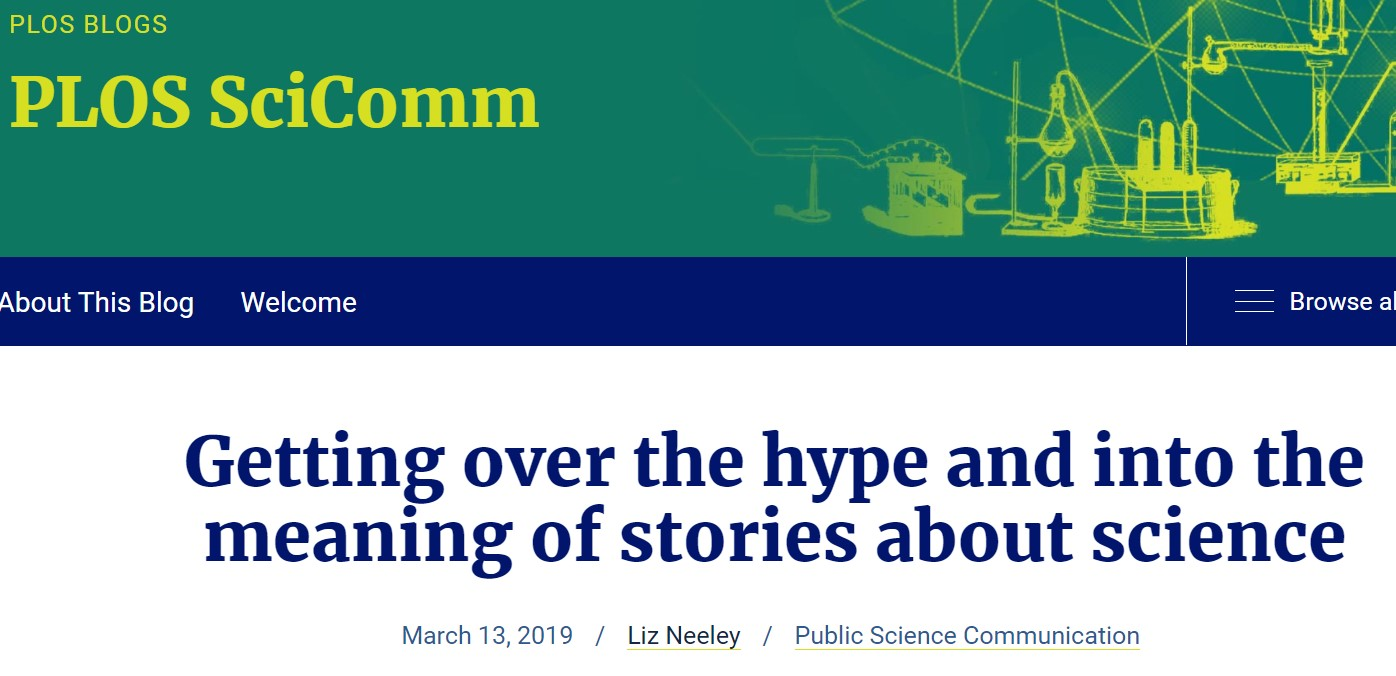 PLOS BLOGS
PLOS SciComm
About This Blog Welcome
Browse
Getting over the hype and into the
meaning of stories about science
March 13, 2019 / Liz Neeley / Public Science Communication